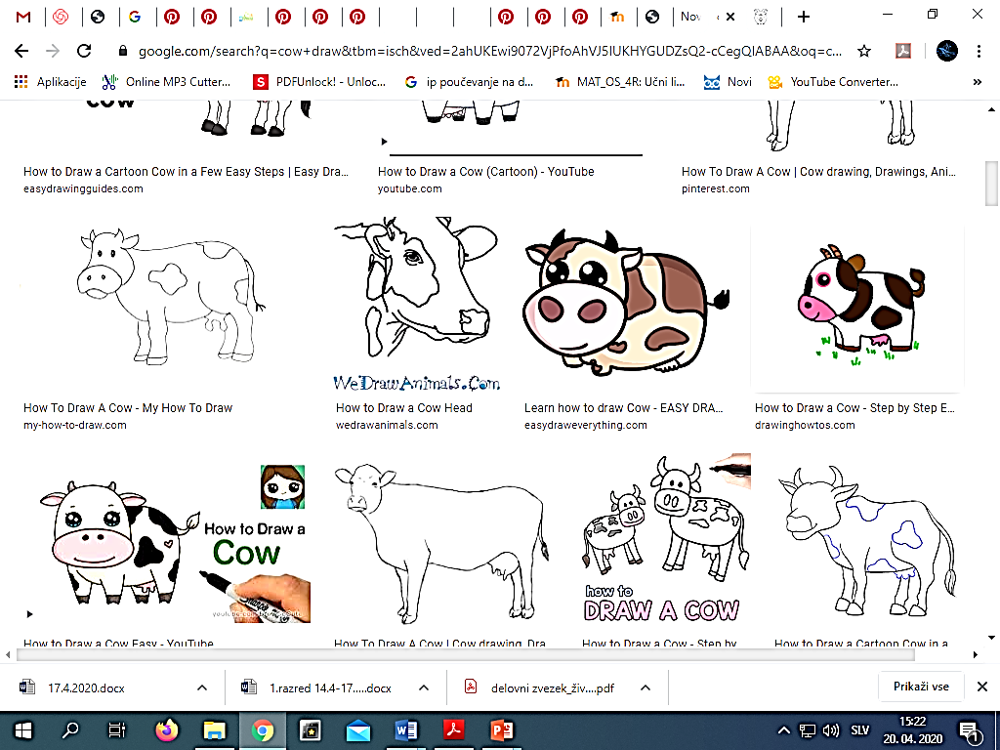 Nov
google.com/search?q=cow+draw&tbm=isch&ved=2ahUKEwi9072VjPfoAhVJ5IUKHYGUDZsQ2-cCegQIABAA&oq=c...
Aplikacije
Online MP3 Cutter...
PDFUnlock! - Unloc...
ip poučevanje na d...
MAT_OS_4R: Učni li...
Novi
YouTube Converter...
»
Cow
How to Draw a Cartoon Cow in a Few Easy Steps | Easy Dra...
easydrawingguides.com
How to Draw a Cow (Cartoon) - YouTube
youtube.com
How To Draw A Cow | Cow drawing, Drawings, Ani...
pinterest.com
WeDrawAnimals.Com
How To Draw A Cow - My How To Draw
my-how-to-draw.com
How to Draw a Cow Head
wedrawanimals.com
Learn how to draw Cow - EASY DRA...
easydraweverything.com
How to Draw a Cow - Step by Step E...
drawinghowtos.com
How to Draw a
Cow
how to
DRAW A COW
How to Draw a Cow Easy - YouTube
How To Draw A Cow | Cow drawing, Dra
How to Draw a Cow - Step by
How to Draw a Cartoon Cow in a
17.4.2020.docx
1.razred 14.4-17.....docx
delovni zvezek_živ....pdf
Prikaži vse
SLV
15:22
20. 04. 2020
1